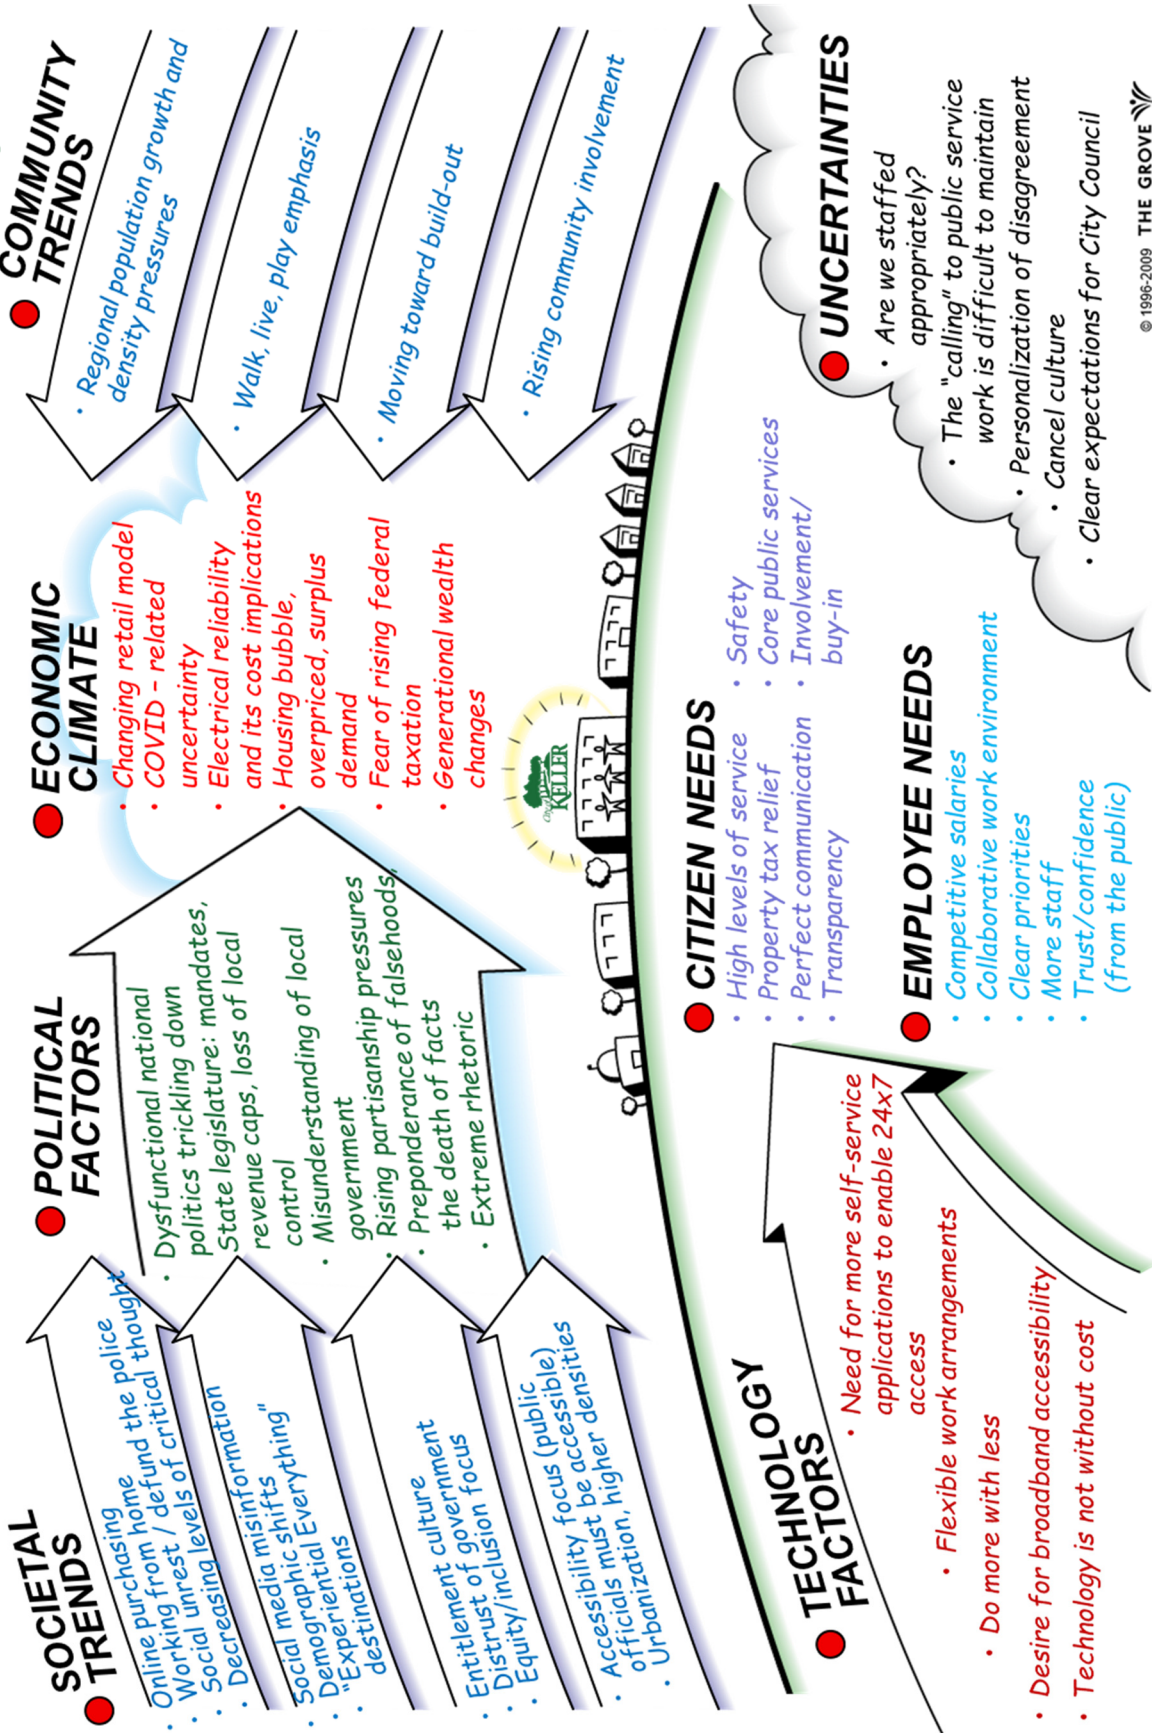 SOCIETAL
TRENDS
• Online purchasing
• Working from home
• Social unrest / defund the police
• Decreasing levels of critical thought
• Social media misinformation
• Demographic shifts
• "Experiential Everything"
destinations
• Entitlement culture
• Distrust of government
• Equity/inclusion focus
• Accessibility focus (public
officials must be accessible)
• Urbanization, higher densities
POLITICAL
FACTORS
• Dysfunctional national
politics trickling down
• State legislature: mandates,
revenue caps, loss of local
control
• Misunderstanding of local
government
• Rising partisanship pressures
• Preponderance of falsehoods,
the death of facts
• Extreme rhetoric
ECONOMIC
CLIMATE
• Changing retail model
• COVID - related
uncertainty
• Electrical reliability
and its cost implications
• Housing bubble,
overpriced, surplus
demand
• Fear of rising federal
taxation
• Generational wealth
changes
COMMUNITY
TRENDS
• Regional population growth and
density pressures
• Walk, live, play emphasis
• Moving toward build-out
• Rising community involvement
City of
KELLER
TECHNOLOGY
FACTORS
• Need for more self-service
applications to enable 24x7
access
• Flexible work arrangements
• Do more with less
• Desire for broadband accessibility
• Technology is not without cost
CITIZEN NEEDS
• High levels of service
• Property tax relief
• Perfect communication
• Transparency
• Safety
• Core public services
• Involvement/
buy-in
EMPLOYEE NEEDS
• Competitive salaries
• Collaborative work environment
• Clear priorities
• More staff
• Trust/confidence
(from the public)
UNCERTAINTIES
• Are we staffed
appropriately?
• The "calling" to public service
work is difficult to maintain
• Personalization of disagreement
• Cancel culture
• Clear expectations for City Council
© 1996-2009 THE GROVE